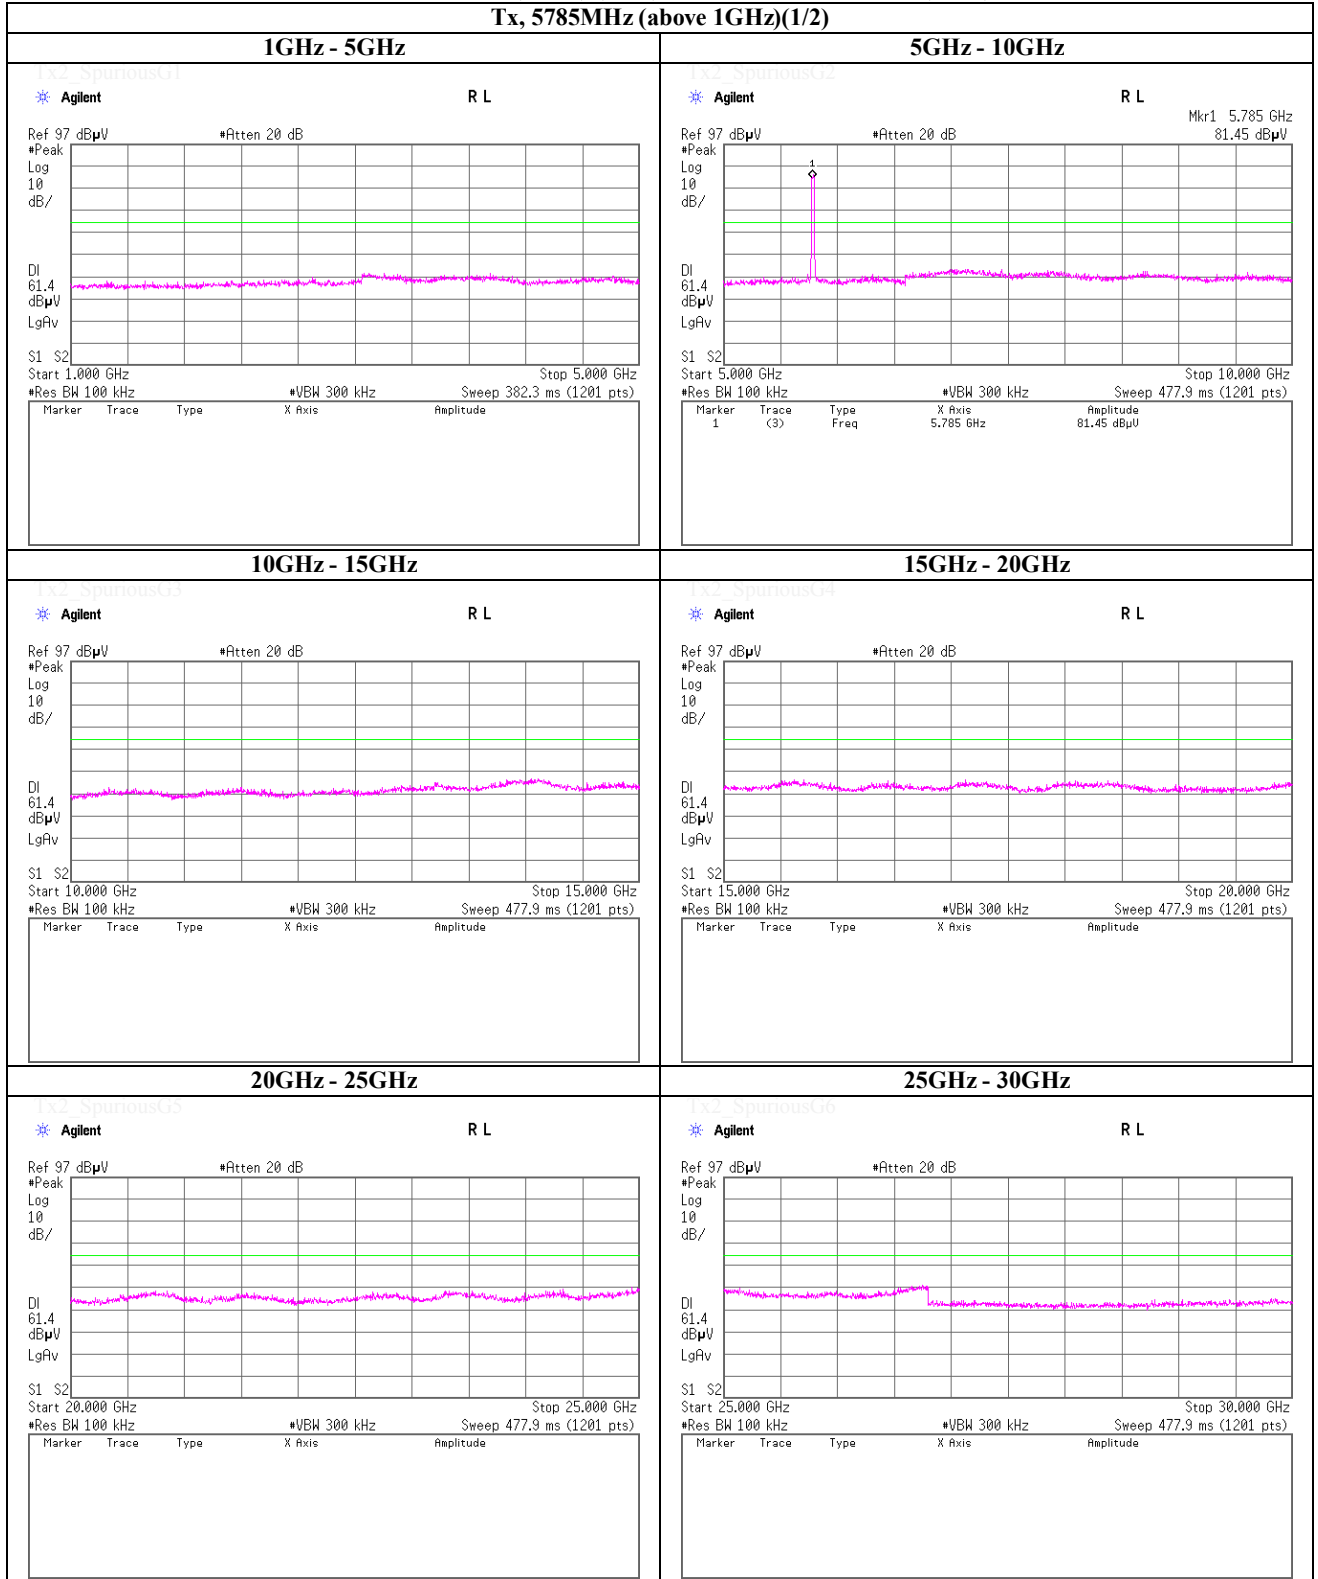 Tx, 5785MHz (above 1GHz)(1/2)
1GHz - 5GHz
5GHz - 10GHz
Tx2_SpuriousG1
Agilent
R L
Ref 97 dBµV
#Atten 20 dB
#Peak
Log
10
dB/
DI
61.4
dBµV
LgAv
S1 S2
Start 1.000 GHz
Stop 5.000 GHz
#Res BW 100 kHz
#VBW 300 kHz
Sweep 382.3 ms (1201 pts)
Marker Trace Type X Axis Amplitude
Tx2_SpuriousG2
Agilent
R L
Mkr1 5.785 GHz
Ref 97 dBµV
#Atten 20 dB
81.45 dBµV
#Peak
Log
10
dB/
1
DI
61.4
dBµV
LgAv
S1 S2
Start 5.000 GHz
Stop 10.000 GHz
#Res BW 100 kHz
#VBW 300 kHz
Sweep 477.9 ms (1201 pts)
Marker Trace Type X Axis Amplitude
1 (3) Freq 5.785 GHz 81.45 dBµV
10GHz - 15GHz
15GHz - 20GHz
Tx2_SpuriousG3
Agilent
R L
Ref 97 dBµV
#Atten 20 dB
#Peak
Log
10
dB/
DI
61.4
dBµV
LgAv
S1 S2
Start 10.000 GHz
Stop 15.000 GHz
#Res BW 100 kHz
#VBW 300 kHz
Sweep 477.9 ms (1201 pts)
Marker Trace Type X Axis Amplitude
Tx2_SpuriousG4
Agilent
R L
Ref 97 dBµV
#Atten 20 dB
#Peak
Log
10
dB/
DI
61.4
dBµV
LgAv
S1 S2
Start 15.000 GHz
Stop 20.000 GHz
#Res BW 100 kHz
#VBW 300 kHz
Sweep 477.9 ms (1201 pts)
Marker Trace Type X Axis Amplitude
20GHz - 25GHz
25GHz - 30GHz
Tx2_SpuriousG5
Agilent
R L
Ref 97 dBµV
#Atten 20 dB
#Peak
Log
10
dB/
DI
61.4
dBµV
LgAv
S1 S2
Start 20.000 GHz
Stop 25.000 GHz
#Res BW 100 kHz
#VBW 300 kHz
Sweep 477.9 ms (1201 pts)
Marker Trace Type X Axis Amplitude
Tx2_SpuriousG6
Agilent
R L
Ref 97 dBµV
#Atten 20 dB
#Peak
Log
10
dB/
DI
61.4
dBµV
LgAv
S1 S2
Start 25.000 GHz
Stop 30.000 GHz
#Res BW 100 kHz
#VBW 300 kHz
Sweep 477.9 ms (1201 pts)
Marker Trace Type X Axis Amplitude